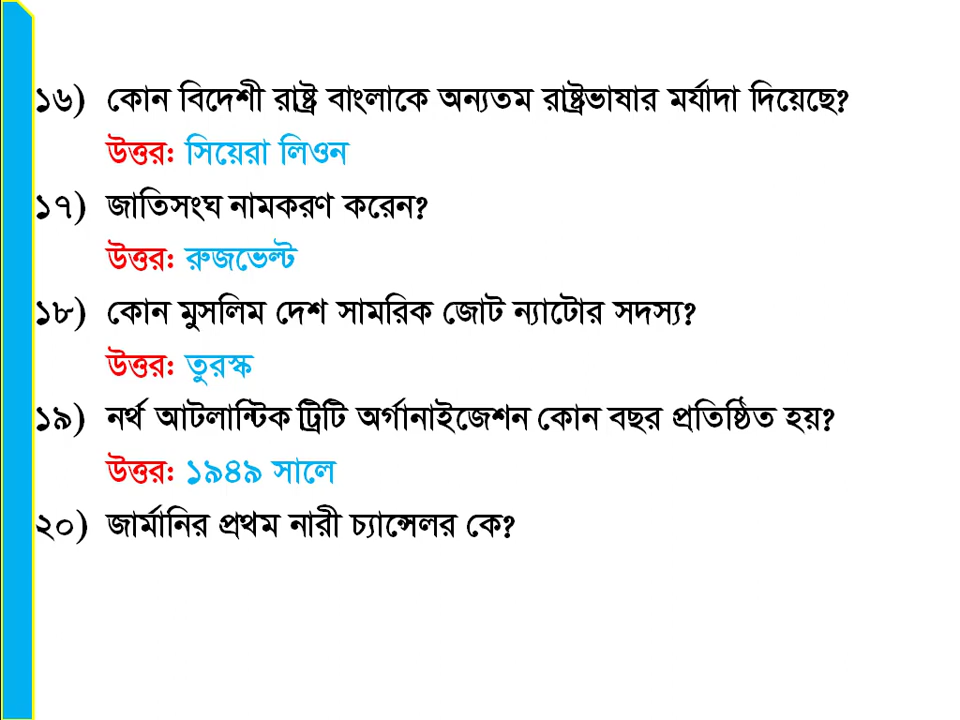 ১৬) কোন বিদেশী রাষ্ট্র বাংলাকে অন্যতম রাষ্ট্রভাষার মর্যাদা দিয়েছে?
উত্তর: সিয়েরা লিওন
১৭) জাতিসংঘ নামকরণ করেন?
উত্তর: রুজভেল্ট
১৮) কোন মুসলিম দেশ সামরিক জোট ন্যাটোর সদস্য?
উত্তর: তুরস্ক
১৯) নর্থ আটলান্টিক ট্রিটি অর্গানাইজেশন কোন বছর প্রতিষ্ঠিত হয়?
উত্তর: ১৯৪৯ সালে
২০) জার্মানির প্রথম নারী চ্যান্সেলর কে?